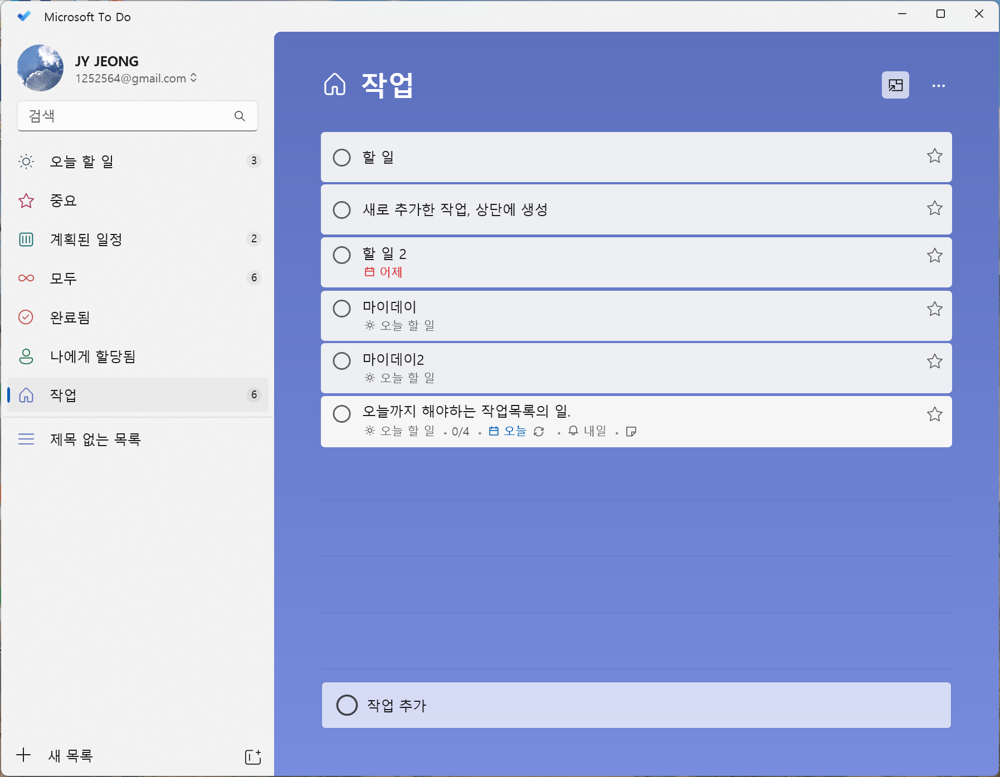 Microsoft To Do
JY JEONG
1252564@gmail.com
검색
오늘 할 일 3
중요
계획된 일정 2
모두 6
완료됨
나에게 할당됨
작업 6
제목 없는 목록
새 목록
작업
할 일
새로 추가한 작업, 상단에 생성
할 일 2
어제
마이데이
오늘 할 일
마이데이2
오늘 할 일
오늘까지 해야하는 작업목록의 일.
오늘 할 일 • 0/4 • 오늘 • 내일 •
작업 추가